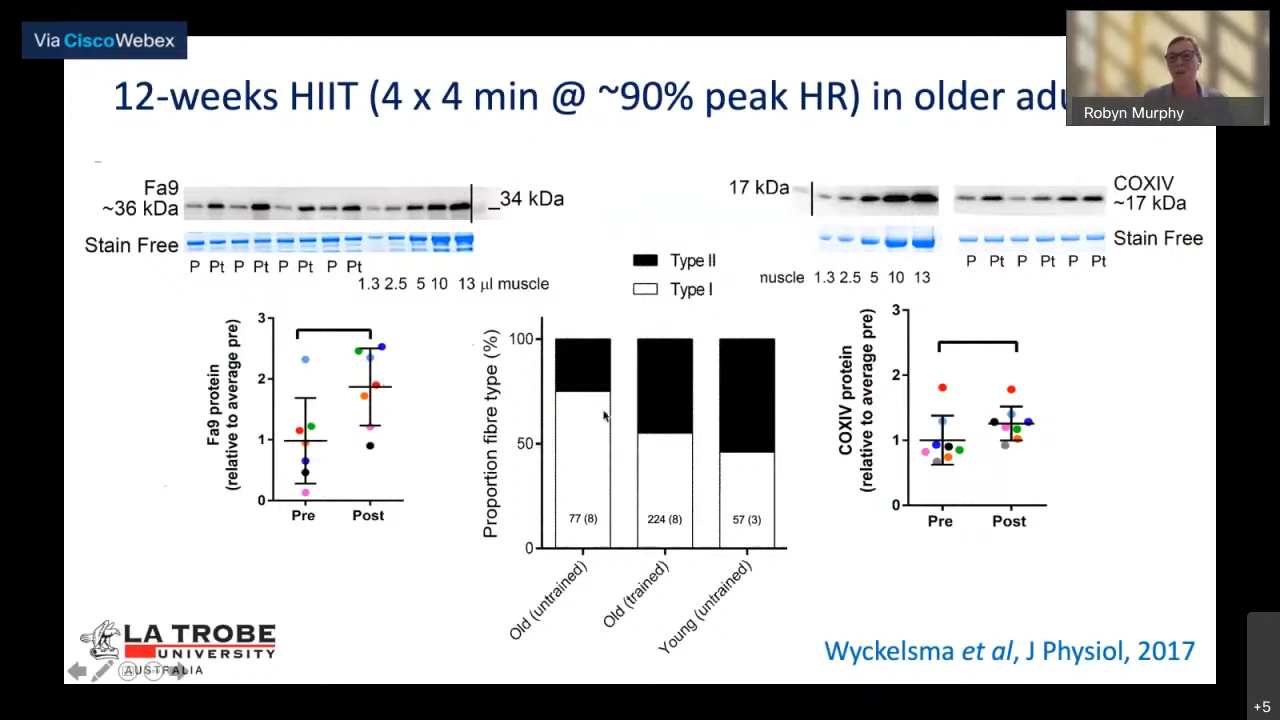 Via Cisco Webex
12-weeks HIIT (4 x 4 min @ ~90% peak HR) in older adu
Robyn Murphy
Fa9
~36 kDa
34 kDa
Stain Free
P Pt P Pt P Pt P Pt
1.3 2.5 5 10 13 µl muscle
17 kDa
COXIV
~17 kDa
Stain Free
P Pt P Pt P Pt
nuscle 1.3 2.5 5 10 13
Type II
Type I
Fa9 protein
(relative to average pre)
3
2
1
0
Pre Post
Proportion fibre type (%)
100
50
0
77 (8) 224 (8) 57 (3)
Old (untrained)
Old (trained)
Young (untrained)
COXIV protein
(relative to average pre)
3
2
1
0
Pre Post
LA TROBE
UNIVERSITY
AUSTRALIA
Wyckelsma et al, J Physiol, 2017
+5